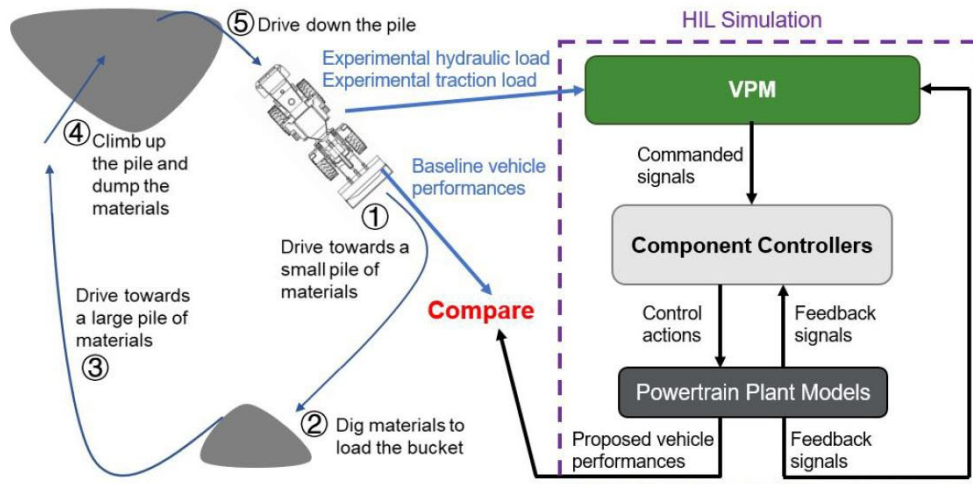 ⑤ Drive down the pile
Experimental hydraulic load
Experimental traction load
④ Climb up
the pile and
dump the
materials
Baseline vehicle
performances
①
Drive towards a
small pile of
materials
Drive towards
a large pile of
materials
③
② Dig materials to
load the bucket
Compare
HIL Simulation
VPM
Commanded
signals
Component Controllers
Control
actions
Feedback
signals
Powertrain Plant Models
Proposed vehicle
performances
Feedback
signals